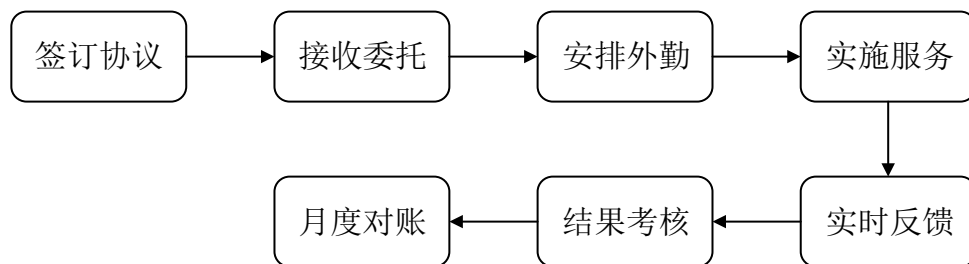 签订协议
接收委托
安排外勤
实施服务
实时反馈
结果考核
月度对账